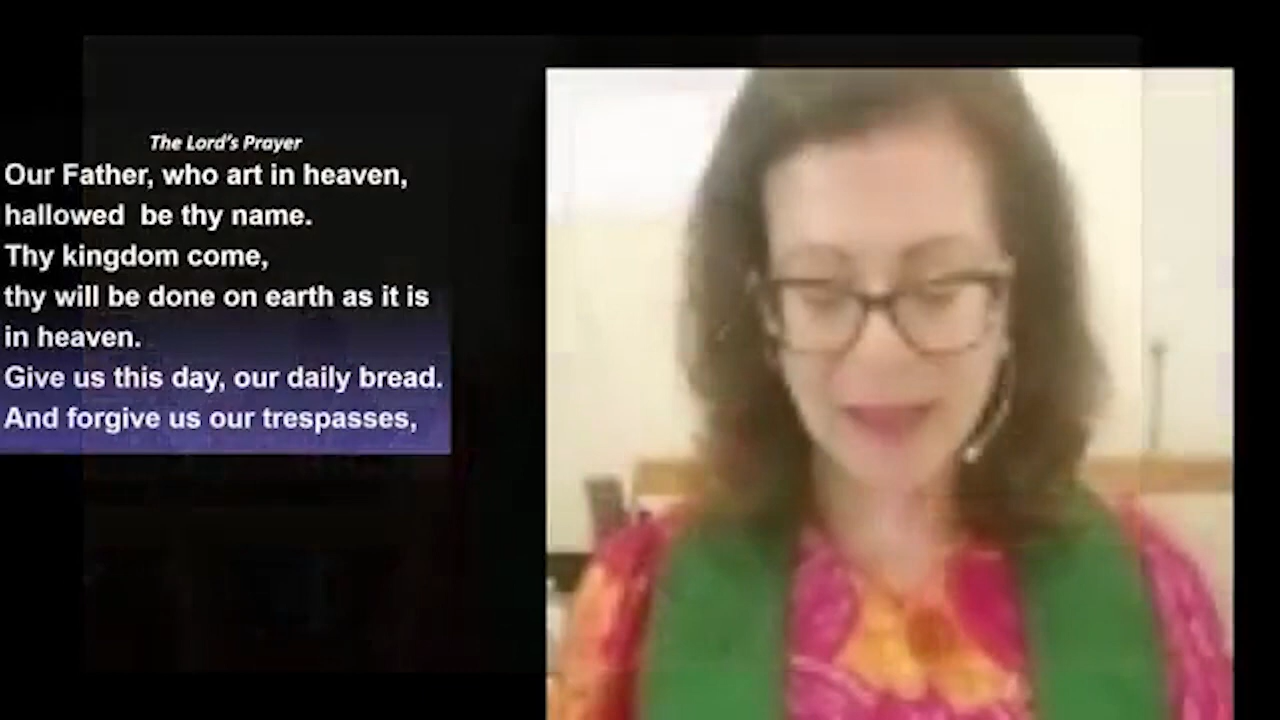 The Lord's Prayer
Our Father, who art in heaven,
hallowed  be thy name.
Thy kingdom come,
thy will be done on earth as it is
in heaven.
Give us this day, our daily bread.
And forgive us our trespasses,